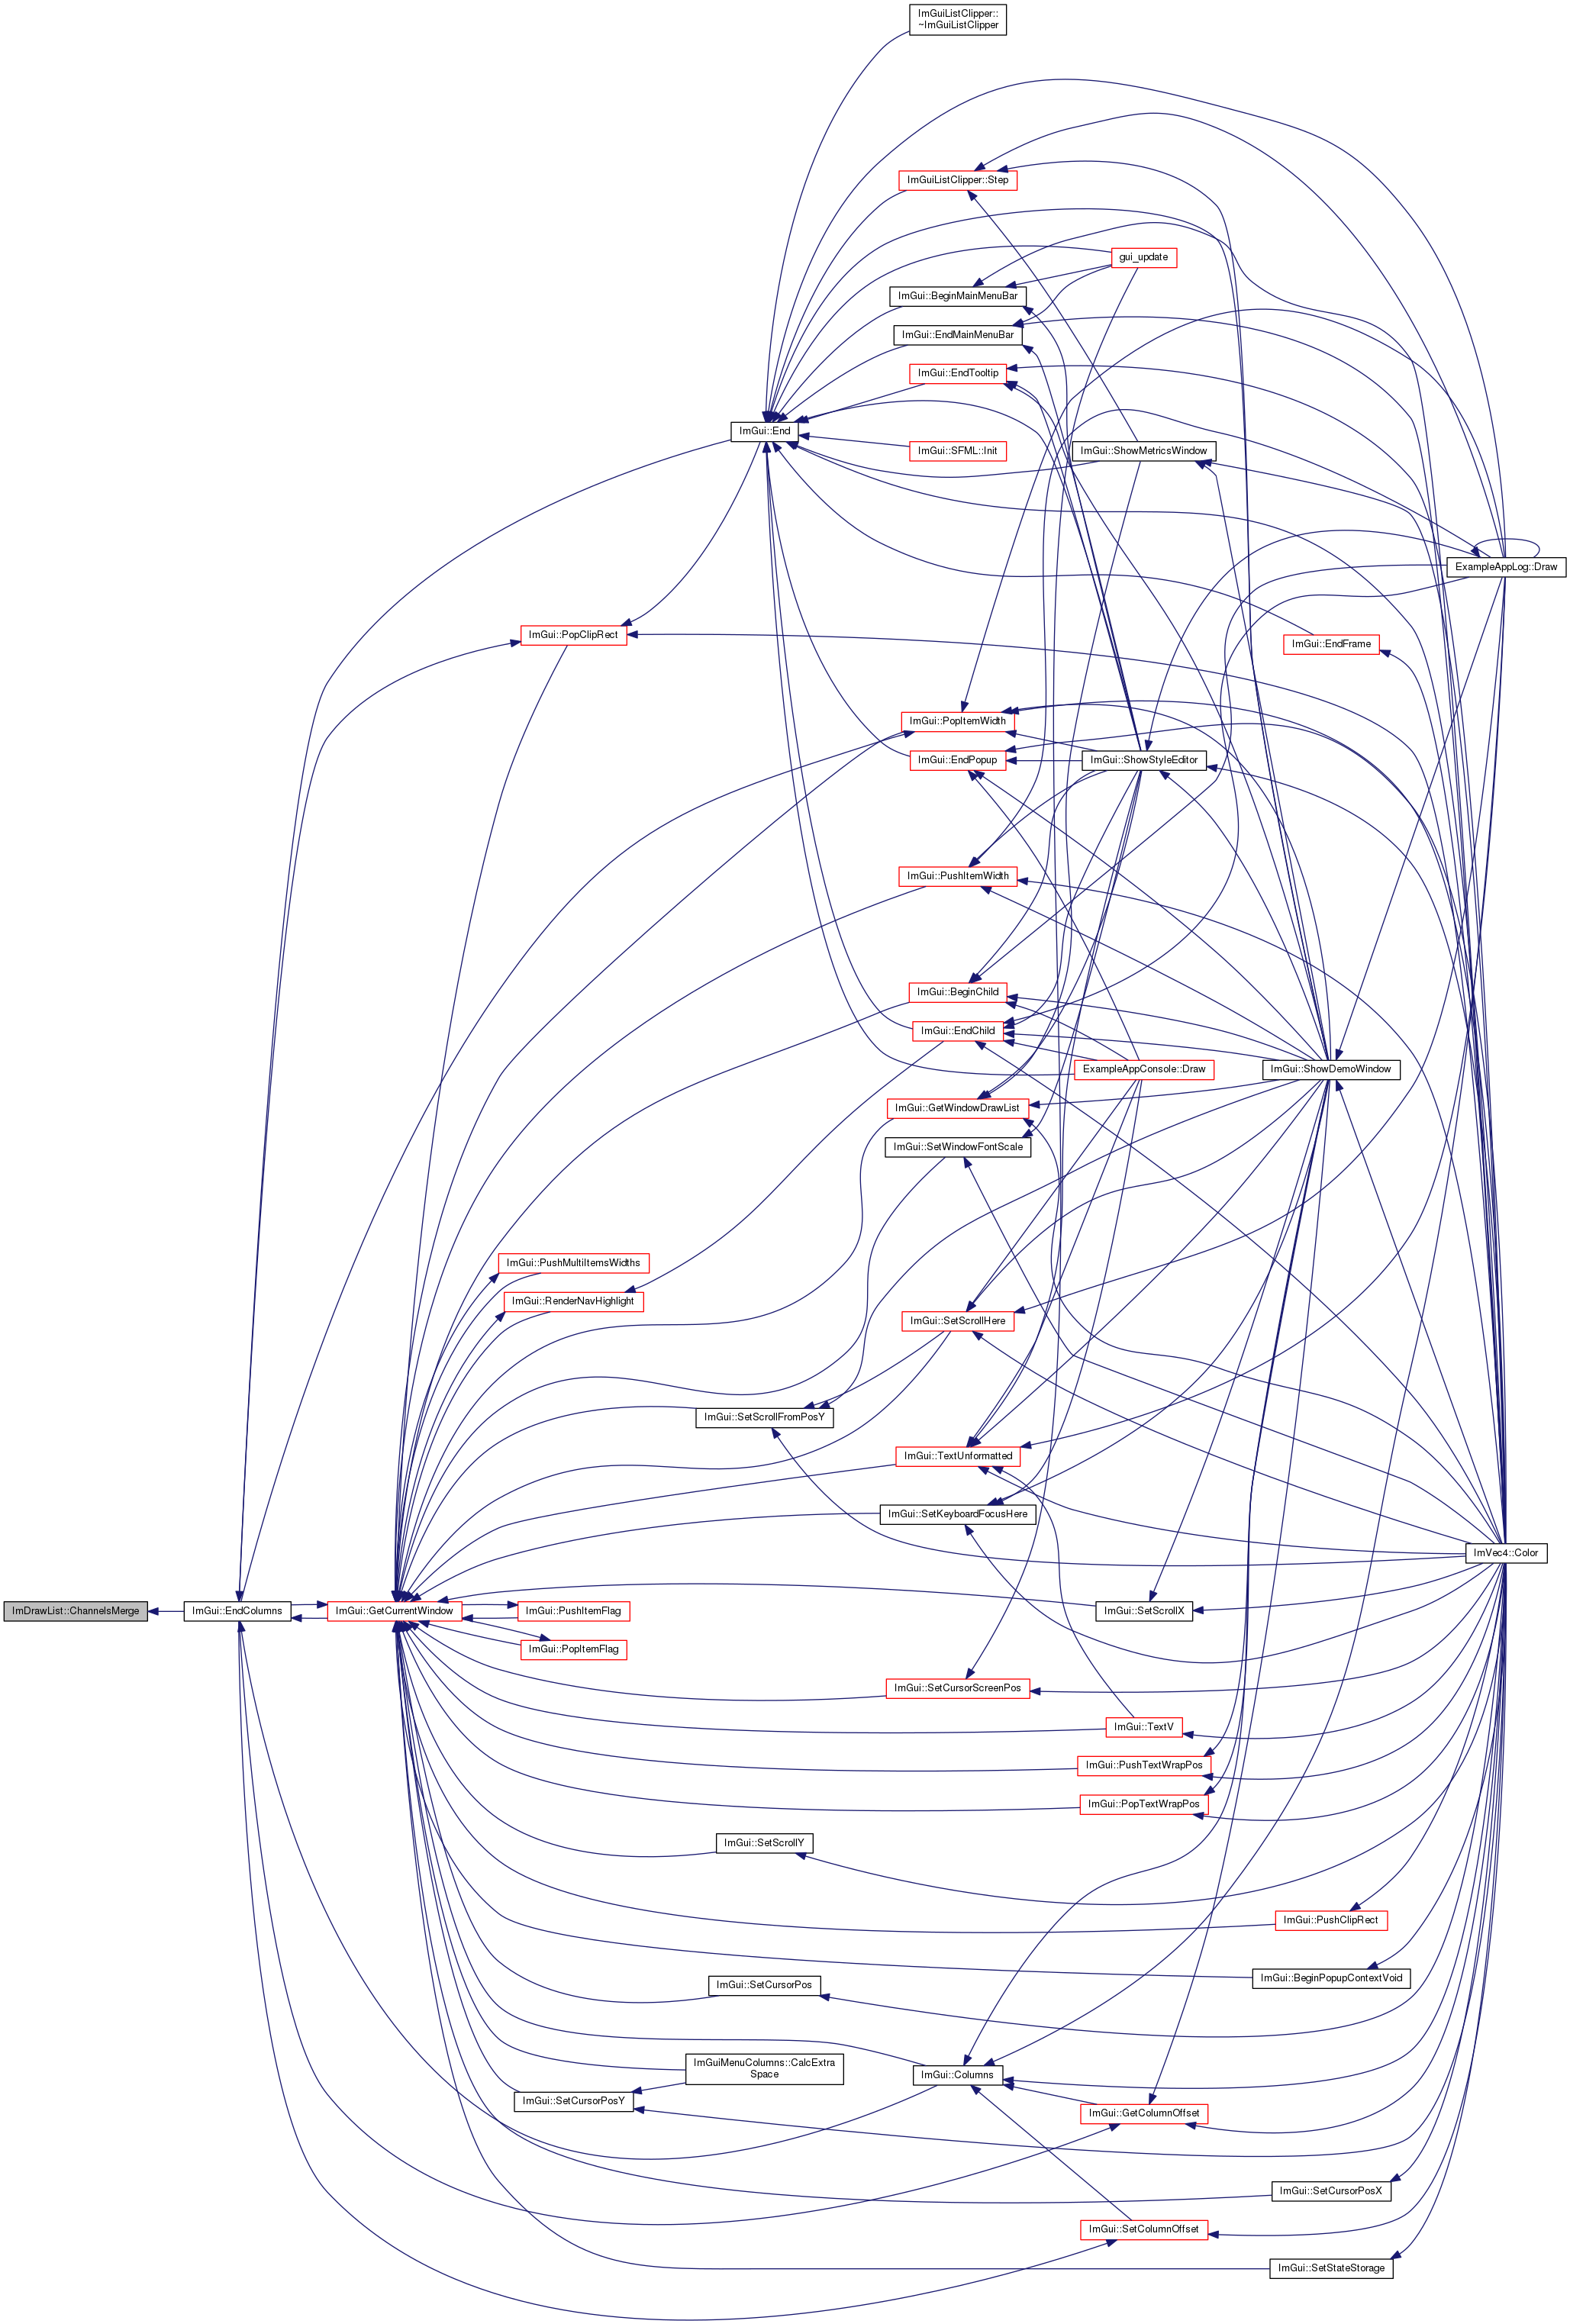 ImGuiListClipper::
~ImGuiListClipper
ImGuiListClipper::Step
gui_update
ImGui::BeginMainMenuBar
ImGui::EndMainMenuBar
ImGui::EndTooltip
ImGui::End
ImGui::SFML::Init
ImGui::ShowMetricsWindow
ExampleAppLog::Draw
ImGui::PopClipRect
ImGui::EndFrame
ImGui::PopItemWidth
ImGui::EndPopup
ImGui::ShowStyleEditor
ImGui::PushItemWidth
ImGui::BeginChild
ImGui::EndChild
ExampleAppConsole::Draw
ImGui::ShowDemoWindow
ImGui::GetWindowDrawList
ImGui::SetWindowFontScale
ImGui::PushMultiItemsWidths
ImGui::RenderNavHighlight
ImGui::SetScrollHere
ImGui::SetScrollFromPosY
ImGui::TextUnformatted
ImGui::SetKeyboardFocusHere
ImVec4::Color
ImDrawList::ChannelsMerge
ImGui::EndColumns
ImGui::GetCurrentWindow
ImGui::PushItemFlag
ImGui::SetScrollX
ImGui::PopItemFlag
ImGui::SetCursorScreenPos
ImGui::TextV
ImGui::PushTextWrapPos
ImGui::PopTextWrapPos
ImGui::SetScrollY
ImGui::PushClipRect
ImGui::BeginPopupContextVoid
ImGui::SetCursorPos
ImGuiMenuColumns::CalcExtra
Space
ImGui::Columns
ImGui::SetCursorPosY
ImGui::GetColumnOffset
ImGui::SetCursorPosX
ImGui::SetColumnOffset
ImGui::SetStateStorage